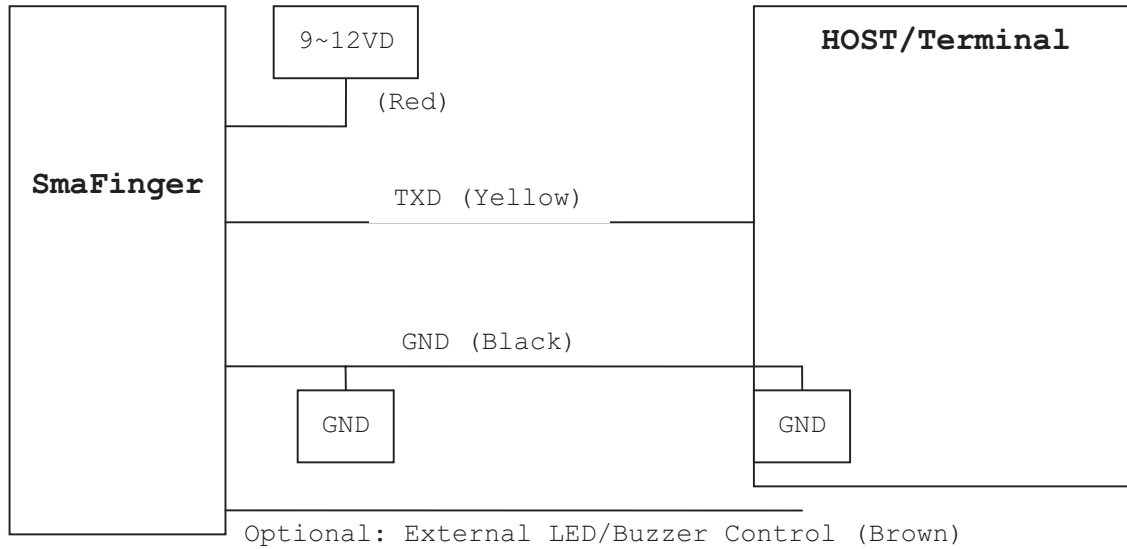 9~12VD
HOST/Terminal
(Red)
SmaFinger
TXD (Yellow)
GND (Black)
GND
GND
Optional: External LED/Buzzer Control (Brown)